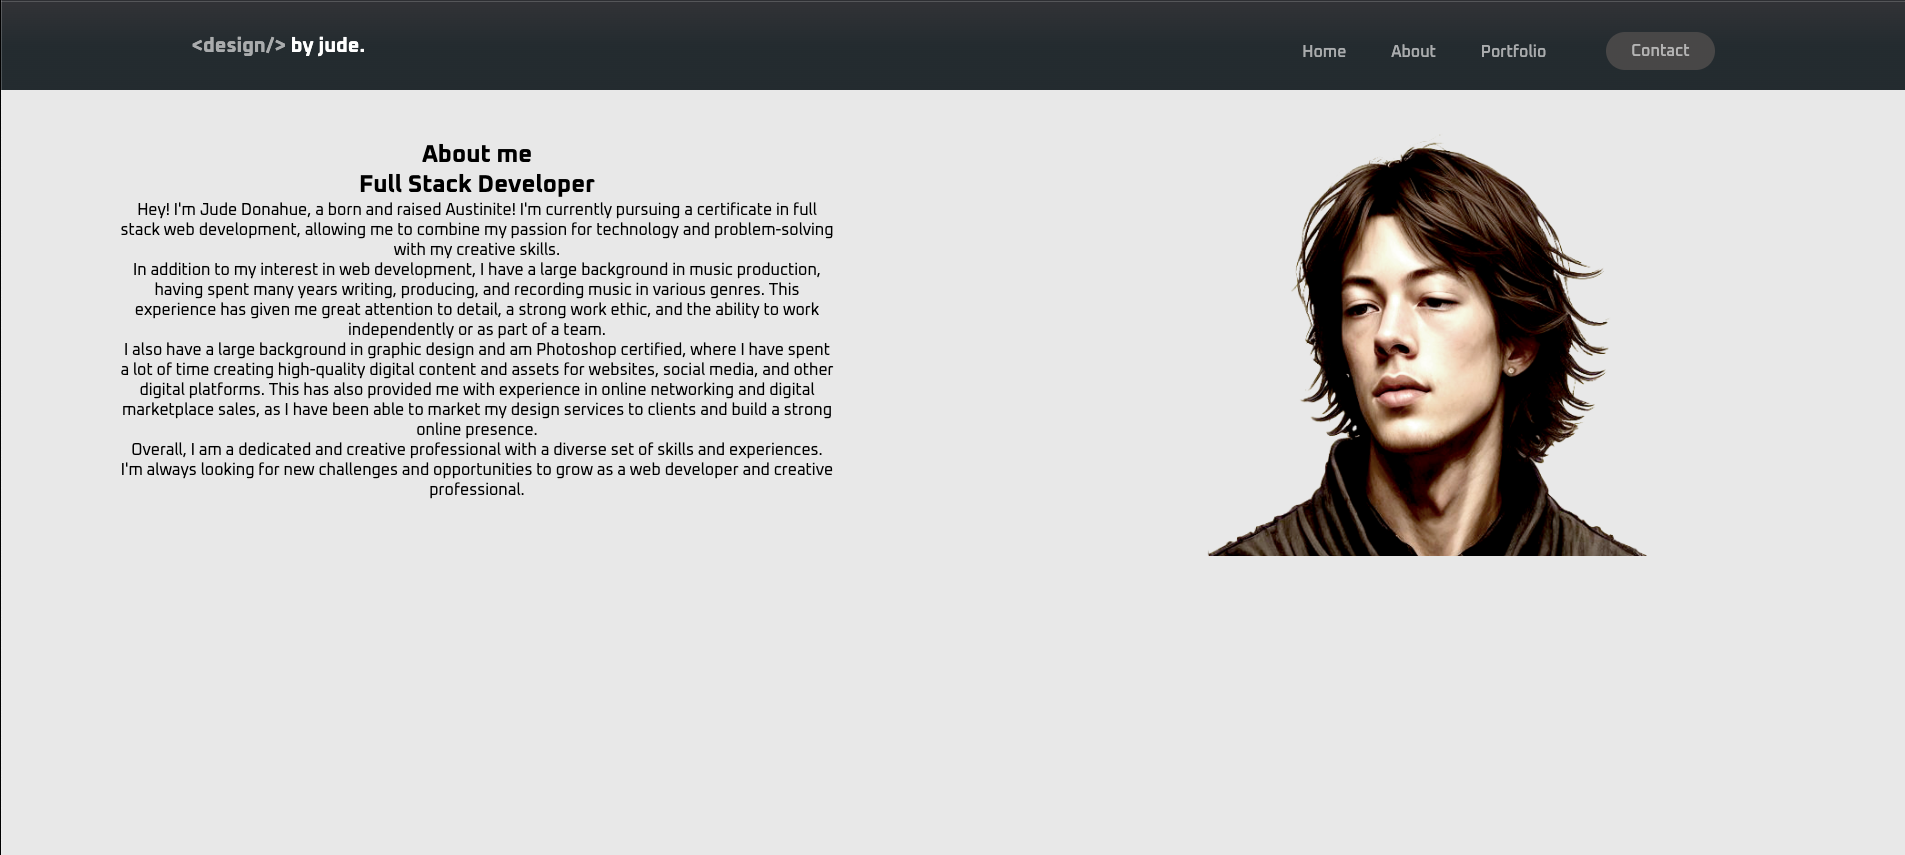 <design/> by jude.
Home About Portfolio Contact
About me
Full Stack Developer
Hey! I'm Jude Donahue, a born and raised Austinite! I'm currently pursuing a certificate in full
stack web development, allowing me to combine my passion for technology and problem-solving
with my creative skills.
In addition to my interest in web development, I have a large background in music production,
having spent many years writing, producing, and recording music in various genres. This
experience has given me great attention to detail, a strong work ethic, and the ability to work
independently or as part of a team.
I also have a large background in graphic design and am Photoshop certified, where I have spent
a lot of time creating high-quality digital content and assets for websites, social media, and other
digital platforms. This has also provided me with experience in online networking and digital
marketplace sales, as I have been able to market my design services to clients and build a strong
online presence.
Overall, I am a dedicated and creative professional with a diverse set of skills and experiences.
I'm always looking for new challenges and opportunities to grow as a web developer and creative
professional.